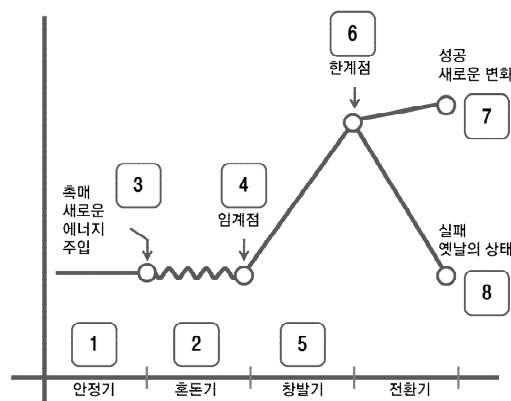 6
한계점
성공
새로운 변화
7
3
촉매
새로운
에너지
주입
4
임계점
실패
옛날의 상태
8
1
2
5
안정기
혼돈기
창발기
전환기